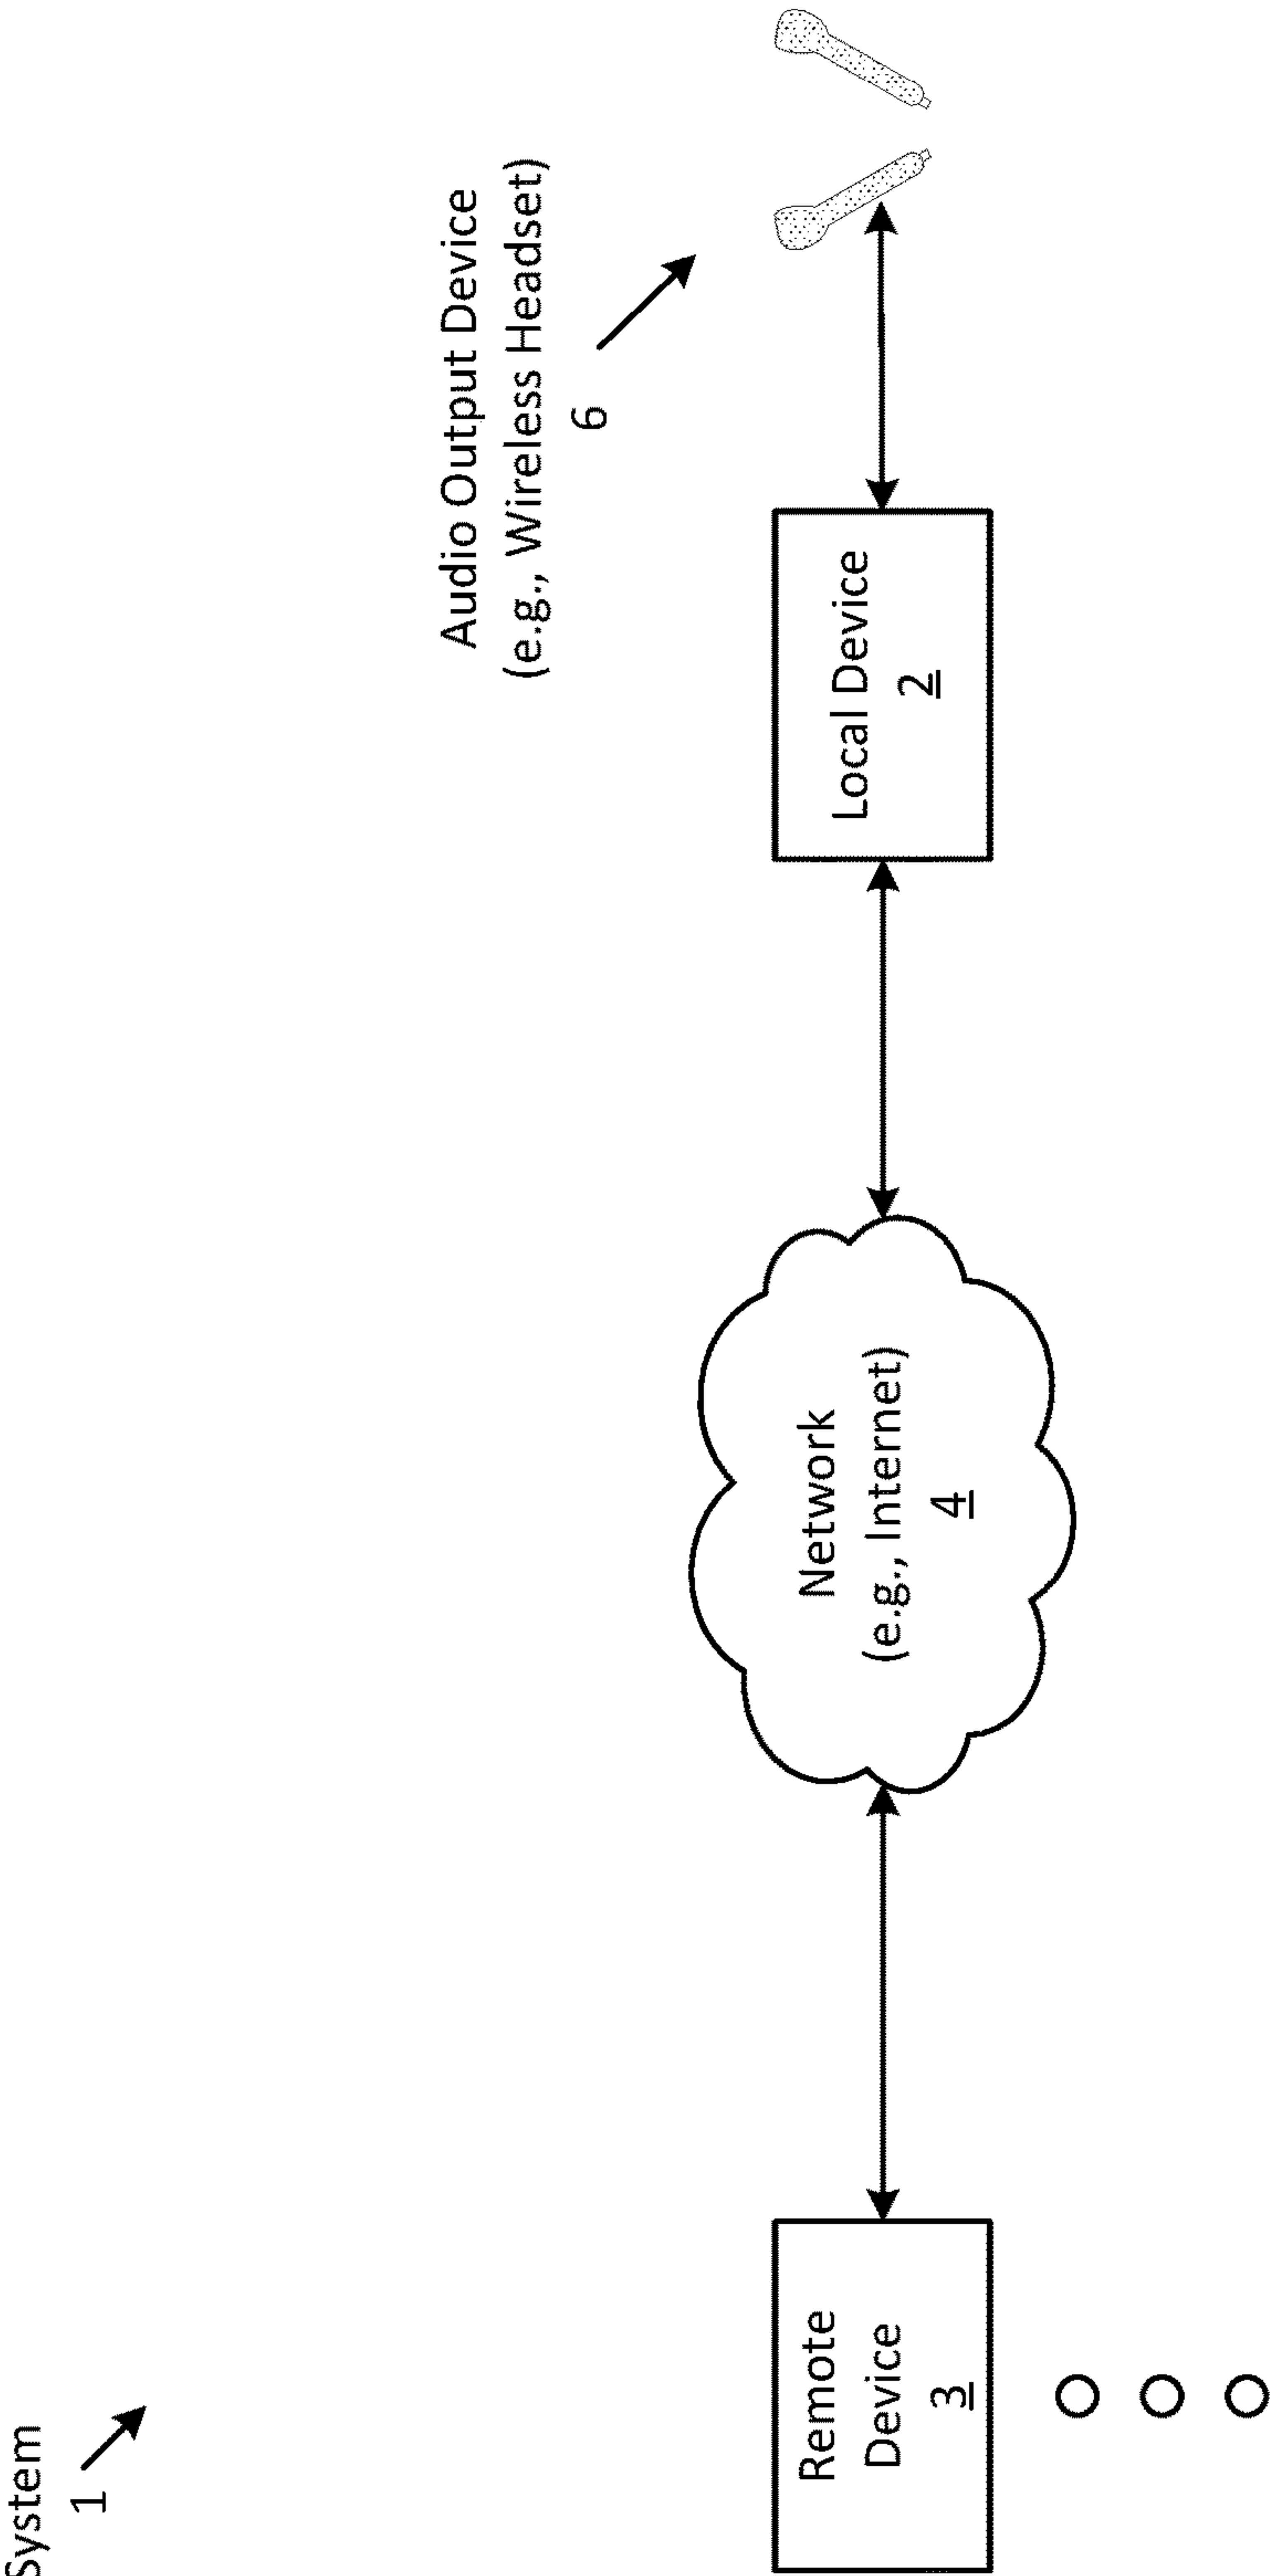 System
1
Audio Output Device
(e.g., Wireless Headset)
6
Remote
Device
3
Network
(e.g., Internet)
4
Local Device
2